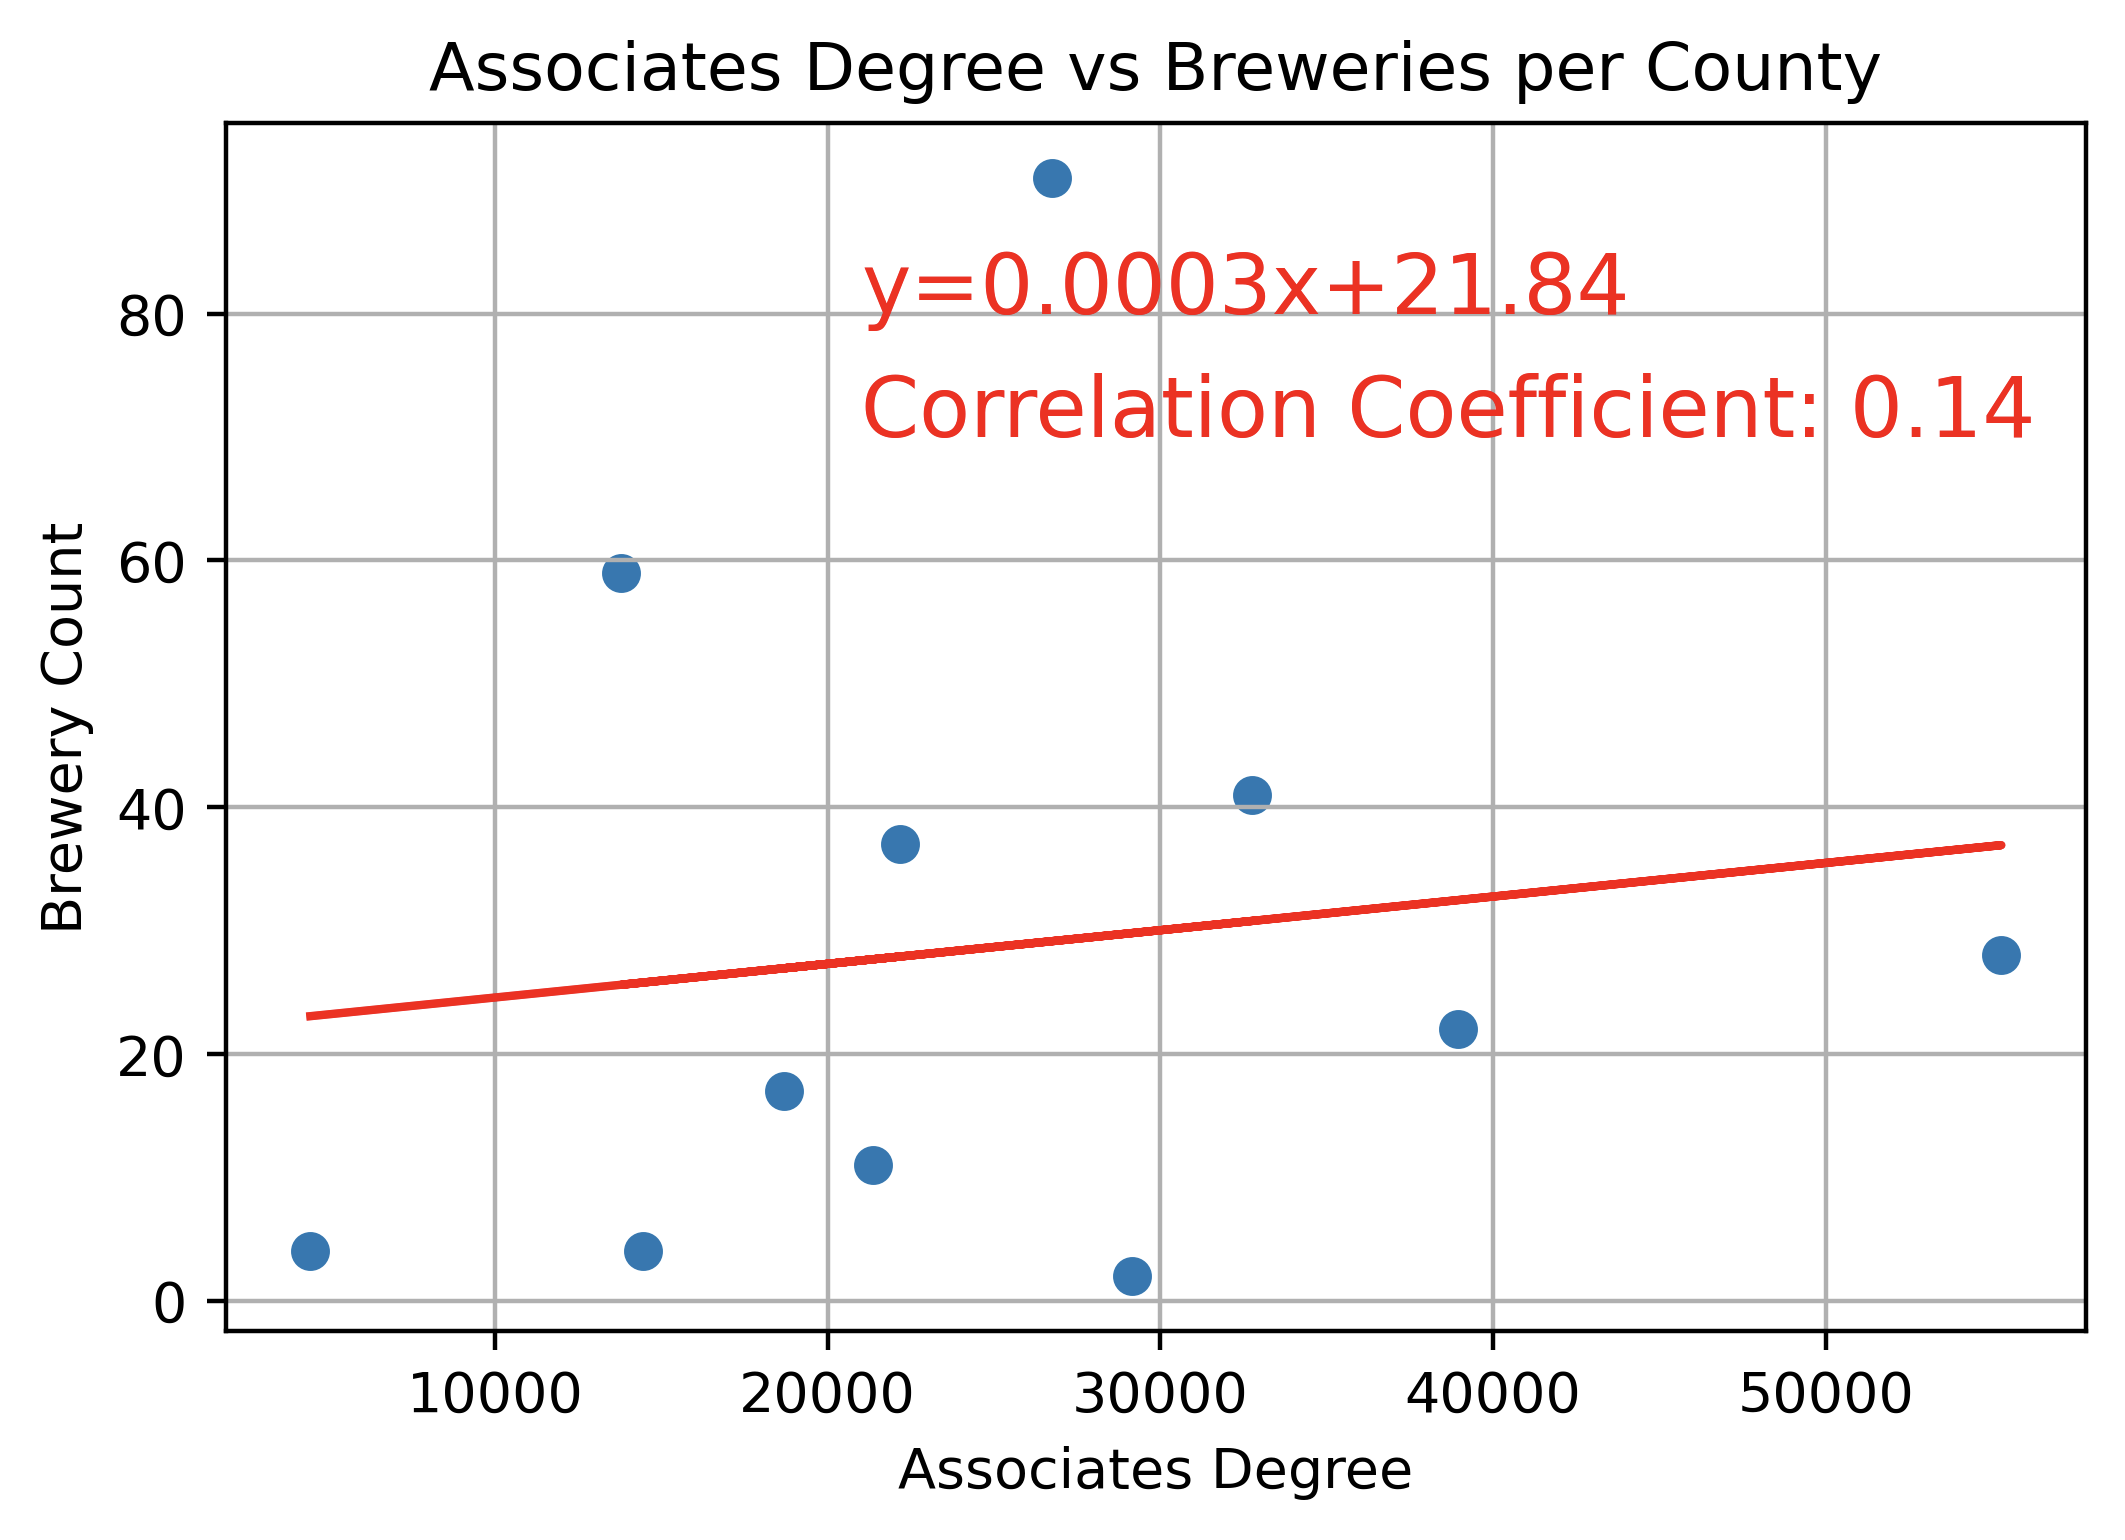 Associates Degree vs Breweries per County
y=0.0003x+21.84
Correlation Coefficient: 0.14
Brewery Count
80
60
40
20
0
10000 20000 30000 40000 50000
Associates Degree